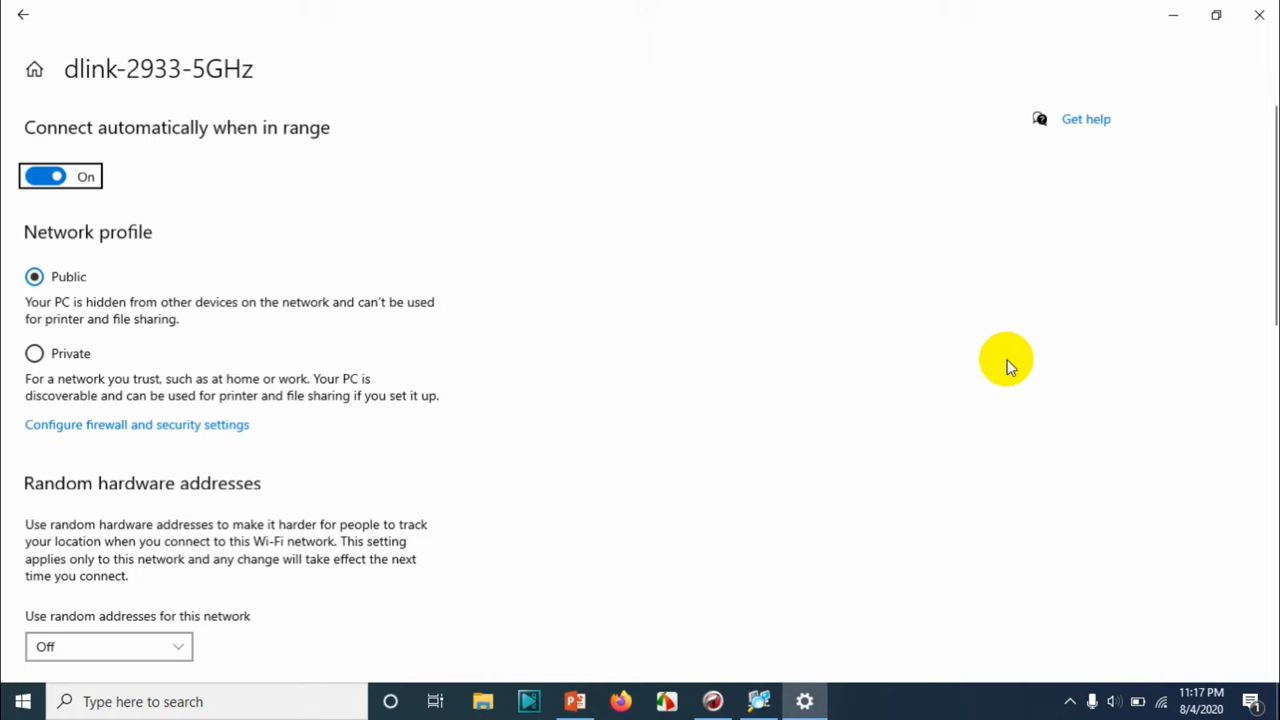 dlink-2933-5GHz
Connect automatically when in range
Get help
On
Network profile
Public
Your PC is hidden from other devices on the network and can't be used
for printer and file sharing.
Private
For a network you trust, such as at home or work. Your PC is
discoverable and can be used for printer and file sharing if you set it up.
Configure firewall and security settings
Random hardware addresses
Use random hardware addresses to make it harder for people to track
your location when you connect to this Wi-Fi network. This setting
applies only to this network and any change will take effect the next
time you connect.
Use random addresses for this network
Off
Type here to search
11:17 PM
8/4/2020
1